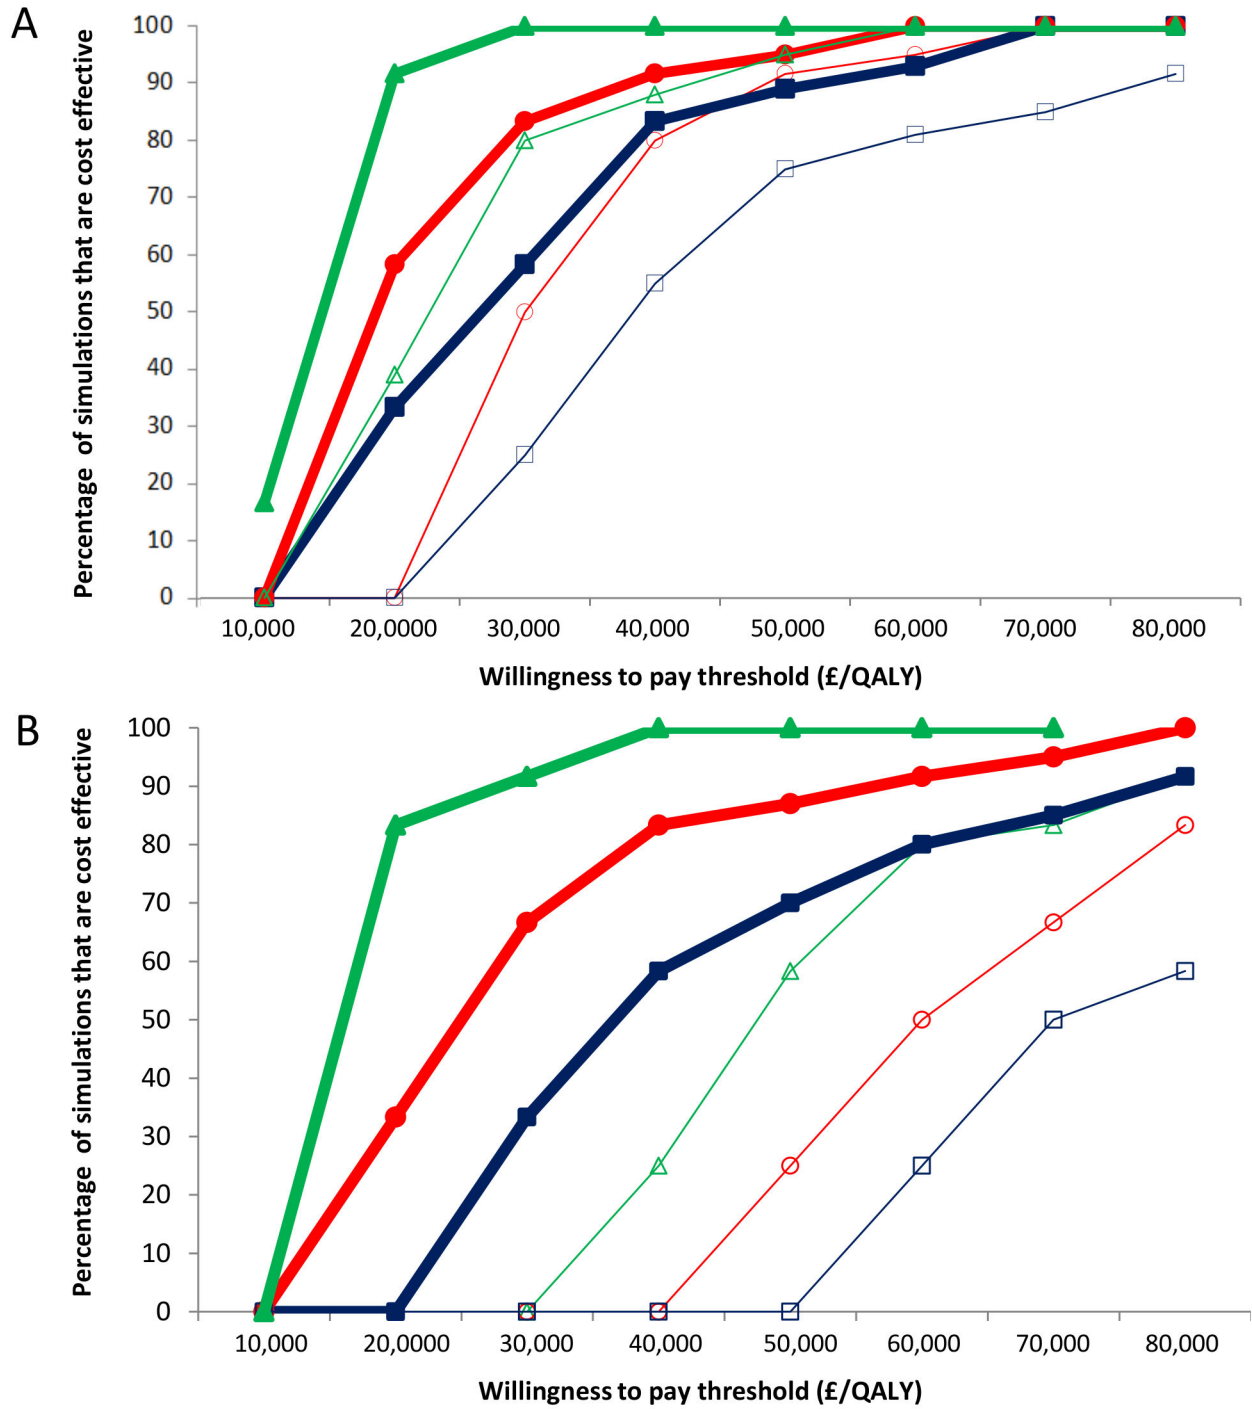 A
Percentage of simulations that are cost effective
100
90
80
70
60
50
40
30
20
10
0
10,000 20,0000 30,000 40,000 50,000 60,000 70,000 80,000
Willingness to pay threshold (£/QALY)
B
Percentage of simulations that are cost effective
100
90
80
70
60
50
40
30
20
10
0
10,000 20,0000 30,000 40,000 50,000 60,000 70,000 80,000
Willingness to pay threshold (£/QALY)